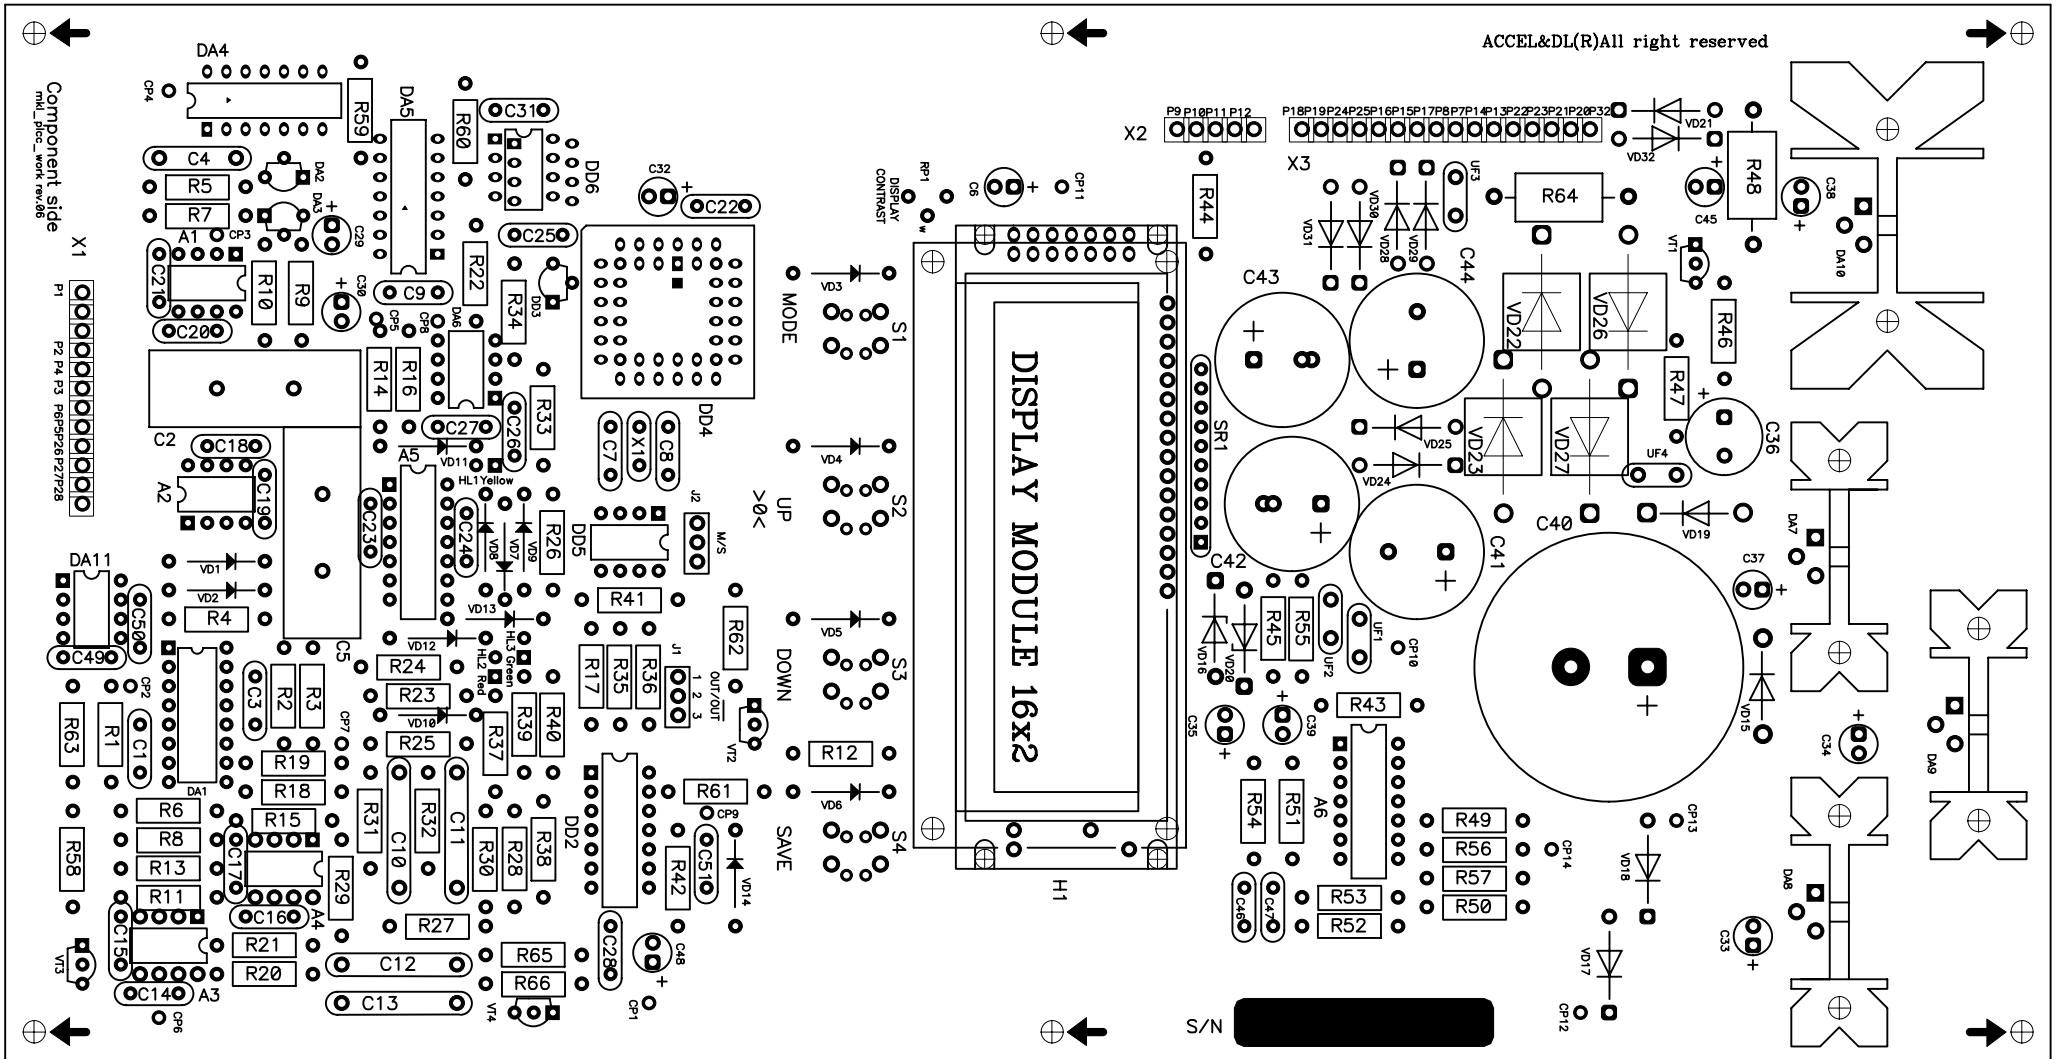 ACCEL&DL(R)All right reserved
Component side
mkl_plcc_work rev.06
DA4
CP4
R59
DA5
R60
C31
DD6
C4
DA2
R5
R7
DA3
A1
CP3
C29
C21
R10
R9
C30
C20
C9
CP5
CP8
DA6
R22
R34
C25
DD3
C32
C22
DD4
X1
P1
P2
P4
P3
P6P5P26
P27P28
C2
R14
R16
C27
C26
R33
VD11
A5
HL1Yellow
C7
X1
C8
J2
M/S
C18
A2
C19
C23
C24
VD8
VD7
VD9
R26
DD5
DA11
C50
C49
VD1
VD2
R4
C5
VD13
VD12
HL3 Green
HL2 Red
R41
R62
R17
R35
R36
J1
1
2
3
OUT/OUT
VT2
CP2
R63
R1
C1
DA1
C3
R2
R3
CP7
R24
R23
VD10
R25
R37
R39
R40
R19
R18
R15
R31
C10
R32
C11
R30
R28
R38
DD2
R61
CP9
R42
C51
VD14
R6
R8
R13
R11
R58
C17
R29
C16
A4
R27
C15
VT3
R21
R20
C14
A3
CP6
C12
C13
R65
R66
VT4
C28
C48
CP1
MODE
VD3
S1
UP
>0<
VD4
S2
DOWN
VD5
S3
R12
VD6
SAVE
S4
DISPLAY
CONTRAST
RP1
w
C6
CP11
DISPLAY MODULE 16x2
H1
SR1
X2
P9
P10
P11
P12
R44
X3
P18
P19
P24
P25
P16
P15
P17
P8
P7
P14
P13
P22
P23
P21
P20
P32
VD21
VD32
UF3
VD31
VD30
VD28
VD29
R64
C45
R48
C38
VT1
DA10
C43
C44
VD22
VD26
R46
R47
VD25
VD24
VD23
VD27
UF4
C36
C42
C41
C40
VD19
DA7
C37
VD16
VD20
R45
R55
UF2
UF1
CP10
C35
C39
R43
VD15
C34
DA9
R54
R51
A6
R49
R56
R57
R50
CP14
CP13
VD18
DA8
C46
C47
R53
R52
VD17
C33
CP12
S/N